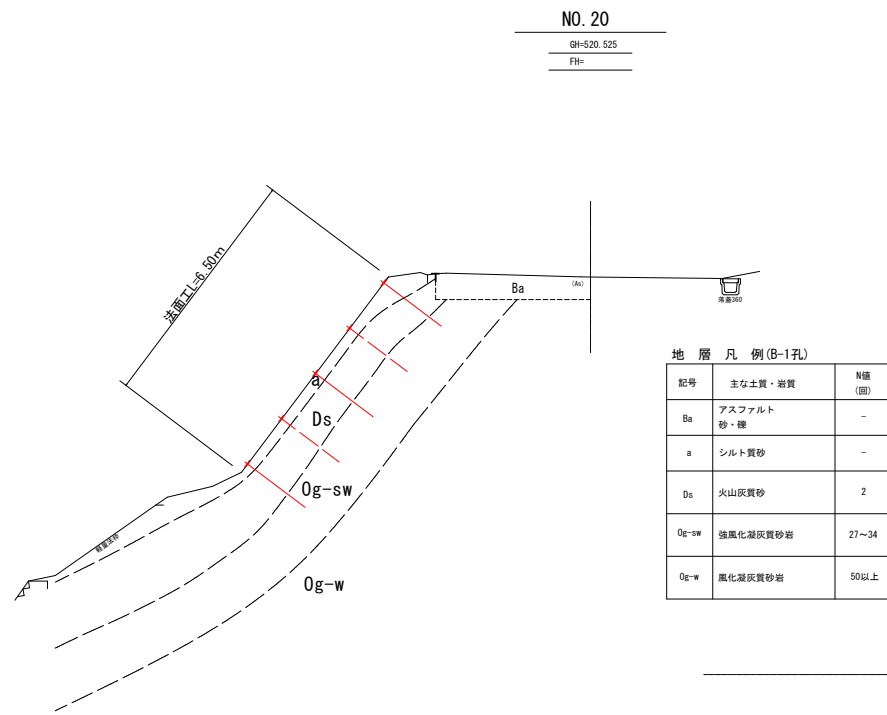 NO.20
GH=520.525
FH=
法面工L=6.50m
Ba
(As)
落蓋360
a
Ds
Og-sw
Og-w
軽量法枠
地 層 凡 例(B-1孔)
記号 主な土質・岩質 N値(回)
Ba アスファルト 砂・礫 -
a シルト質砂 -
Ds 火山灰質砂 2
Og-sw 強風化凝灰質砂岩 27~34
Og-w 風化凝灰質砂岩 50以上